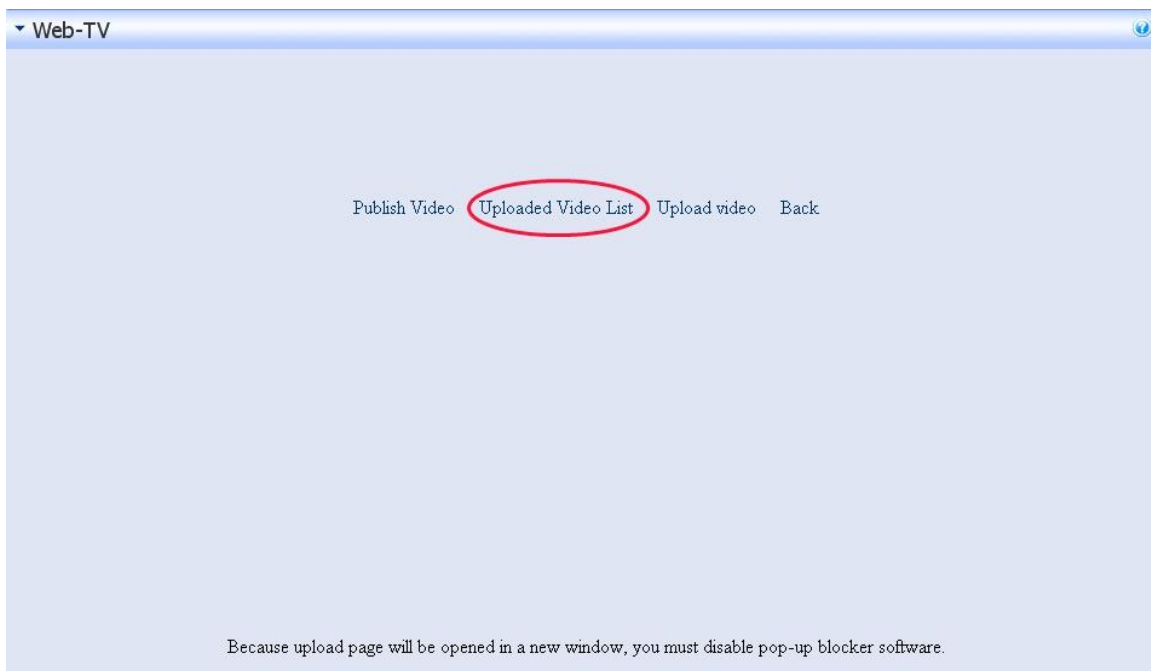 Web-TV
Publish Video Uploaded Video List Upload video Back
Because upload page will be opened in a new window, you must disable pop-up blocker software.